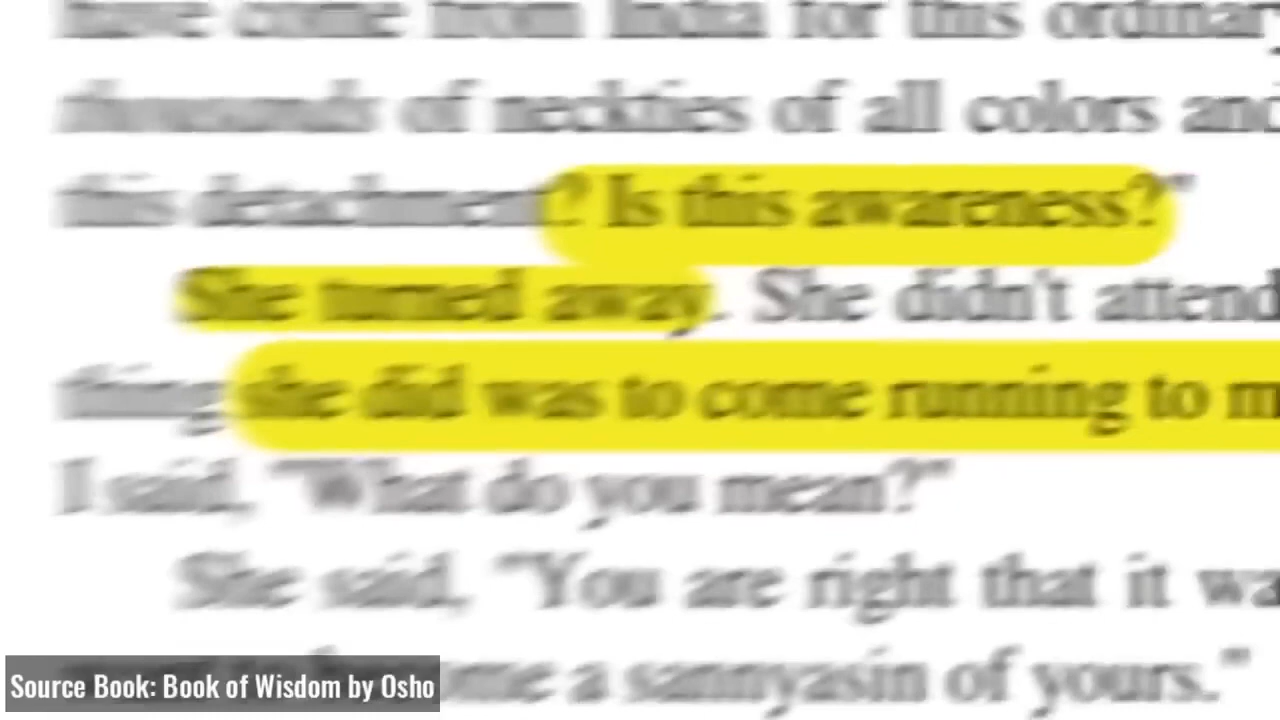 have come from India for this ordinary
thousands of neckties of all colors and
this detachment? Is this awareness?"
She turned away. She didn't attend
thing she did was to come running to m
I said, "What do you mean?"
She said, "You are right that it wa
come a sannyasin of yours."
Source Book: Book of Wisdom by Osho